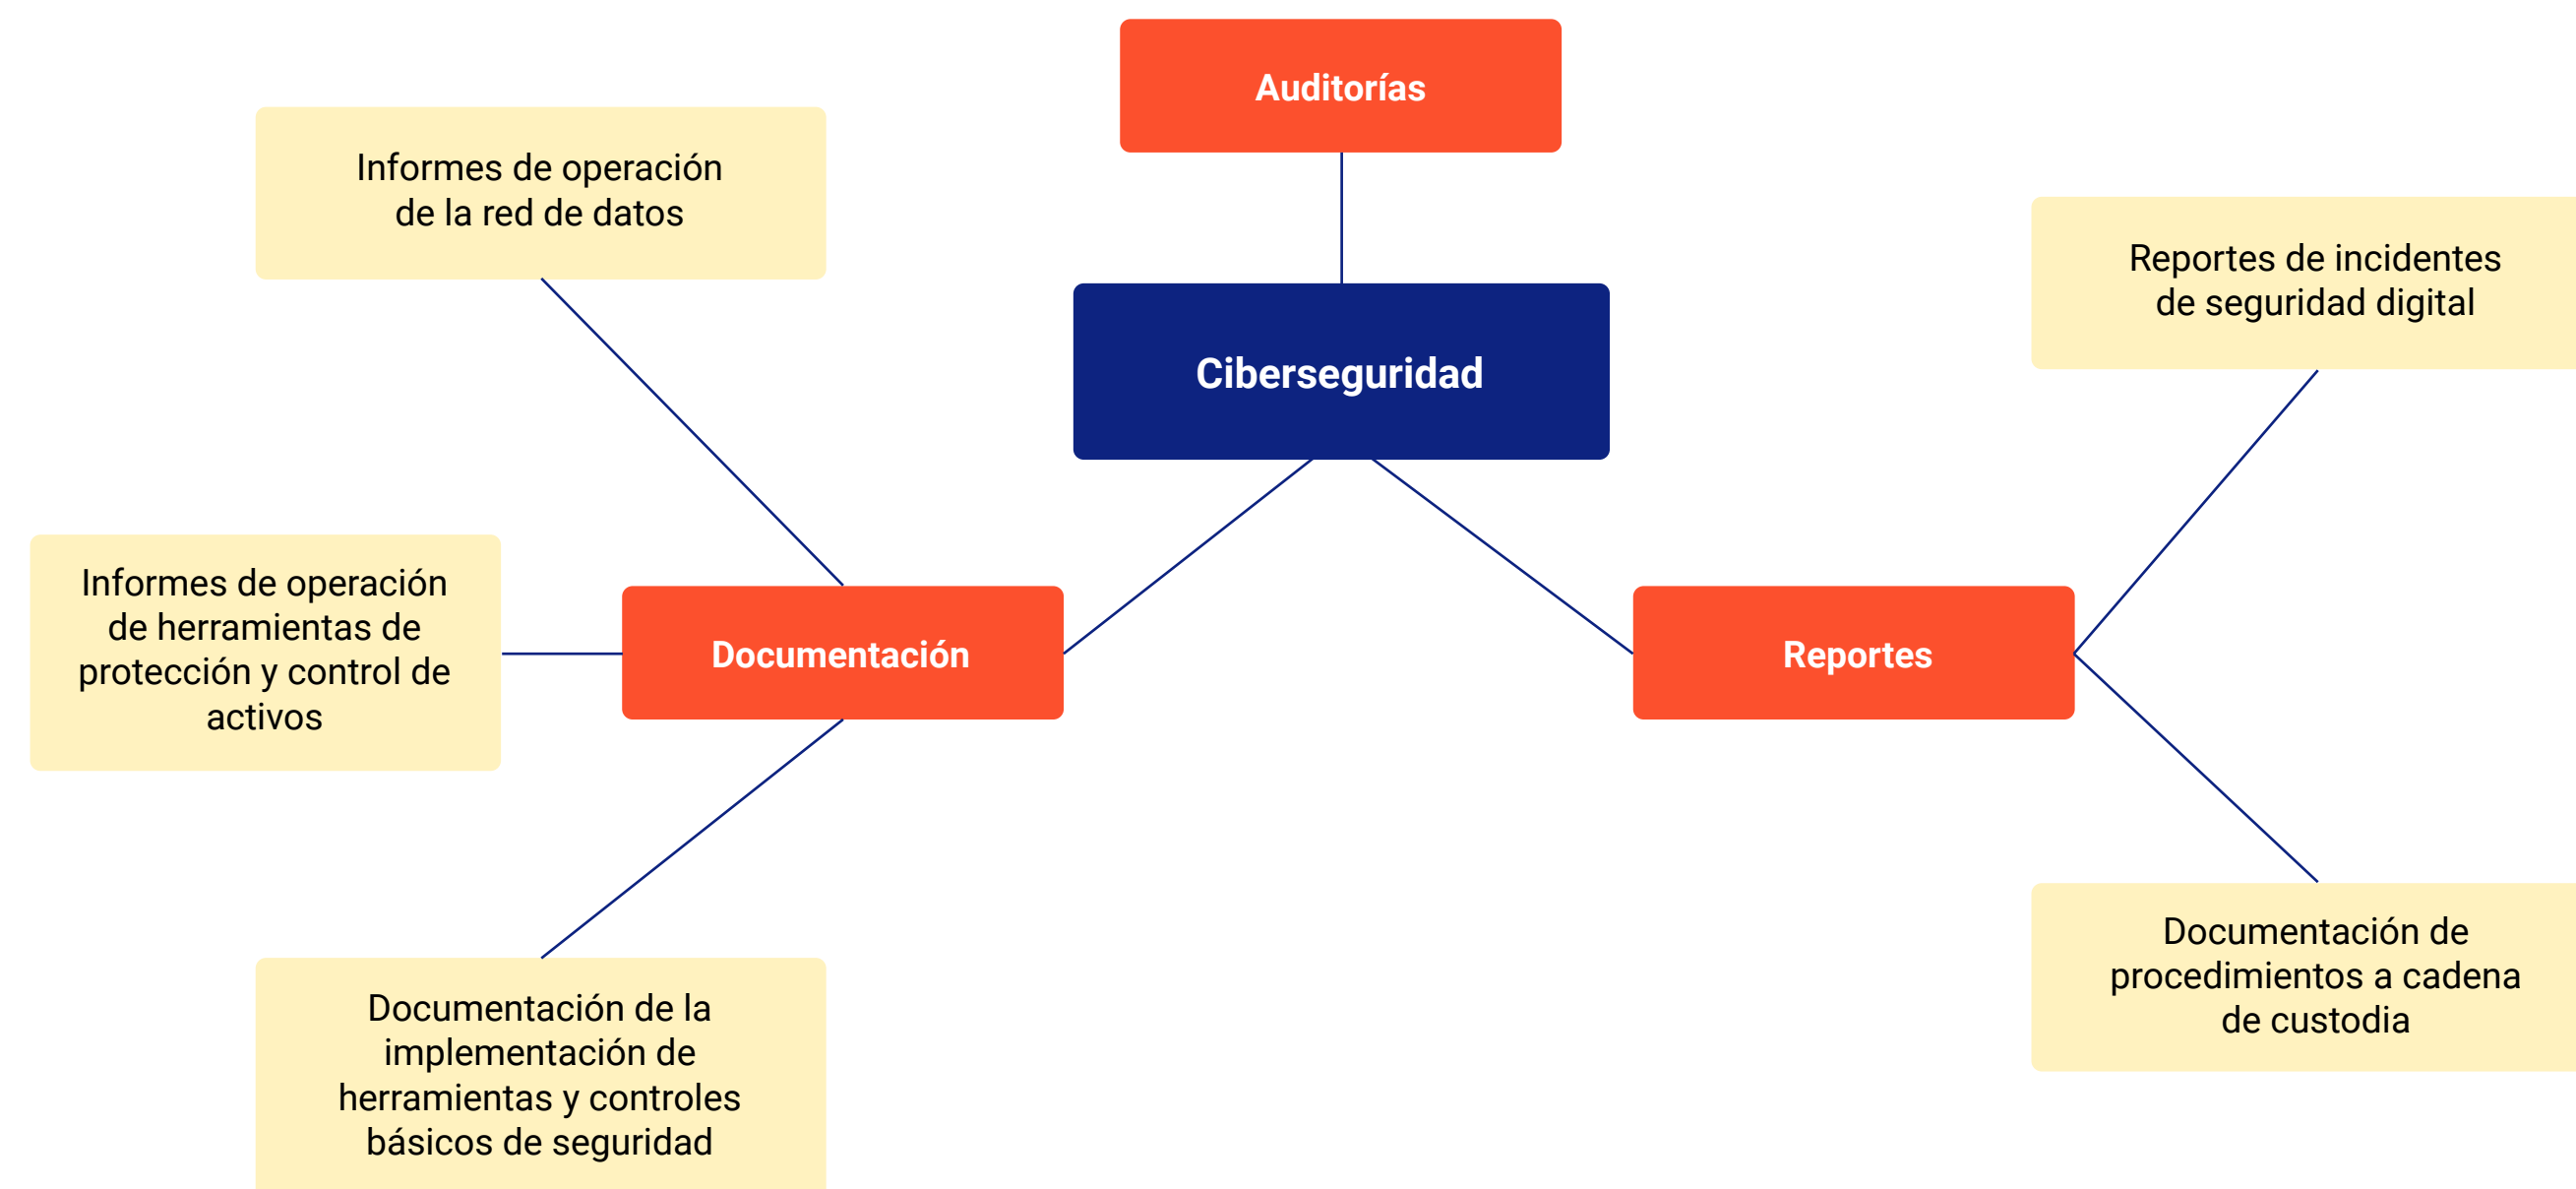 Auditorías
Informes de operación
de la red de datos
Reportes de incidentes
de seguridad digital
Ciberseguridad
Informes de operación
de herramientas de
protección y control de
activos
Documentación
Reportes
Documentación de
procedimientos a cadena
de custodia
Documentación de la
implementación de
herramientas y controles
básicos de seguridad